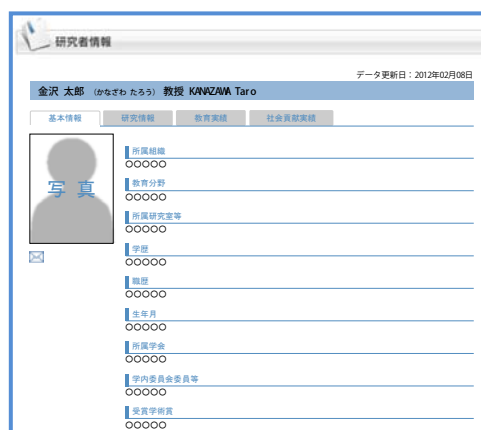 研究者情報
データ更新日：2012年02月08日
金沢 太郎 （かなざわ たろう） 教授 KANAZAWA Taro
基本情報 研究情報 教育実績 社会貢献実績
写 真
所属組織
○○○○○
教育分野
○○○○○
所属研究室等
○○○○○
学歴
○○○○○
職歴
○○○○○
生年月
○○○○○
所属学会
○○○○○
学内委員会委員等
○○○○○
受賞学術賞
○○○○○